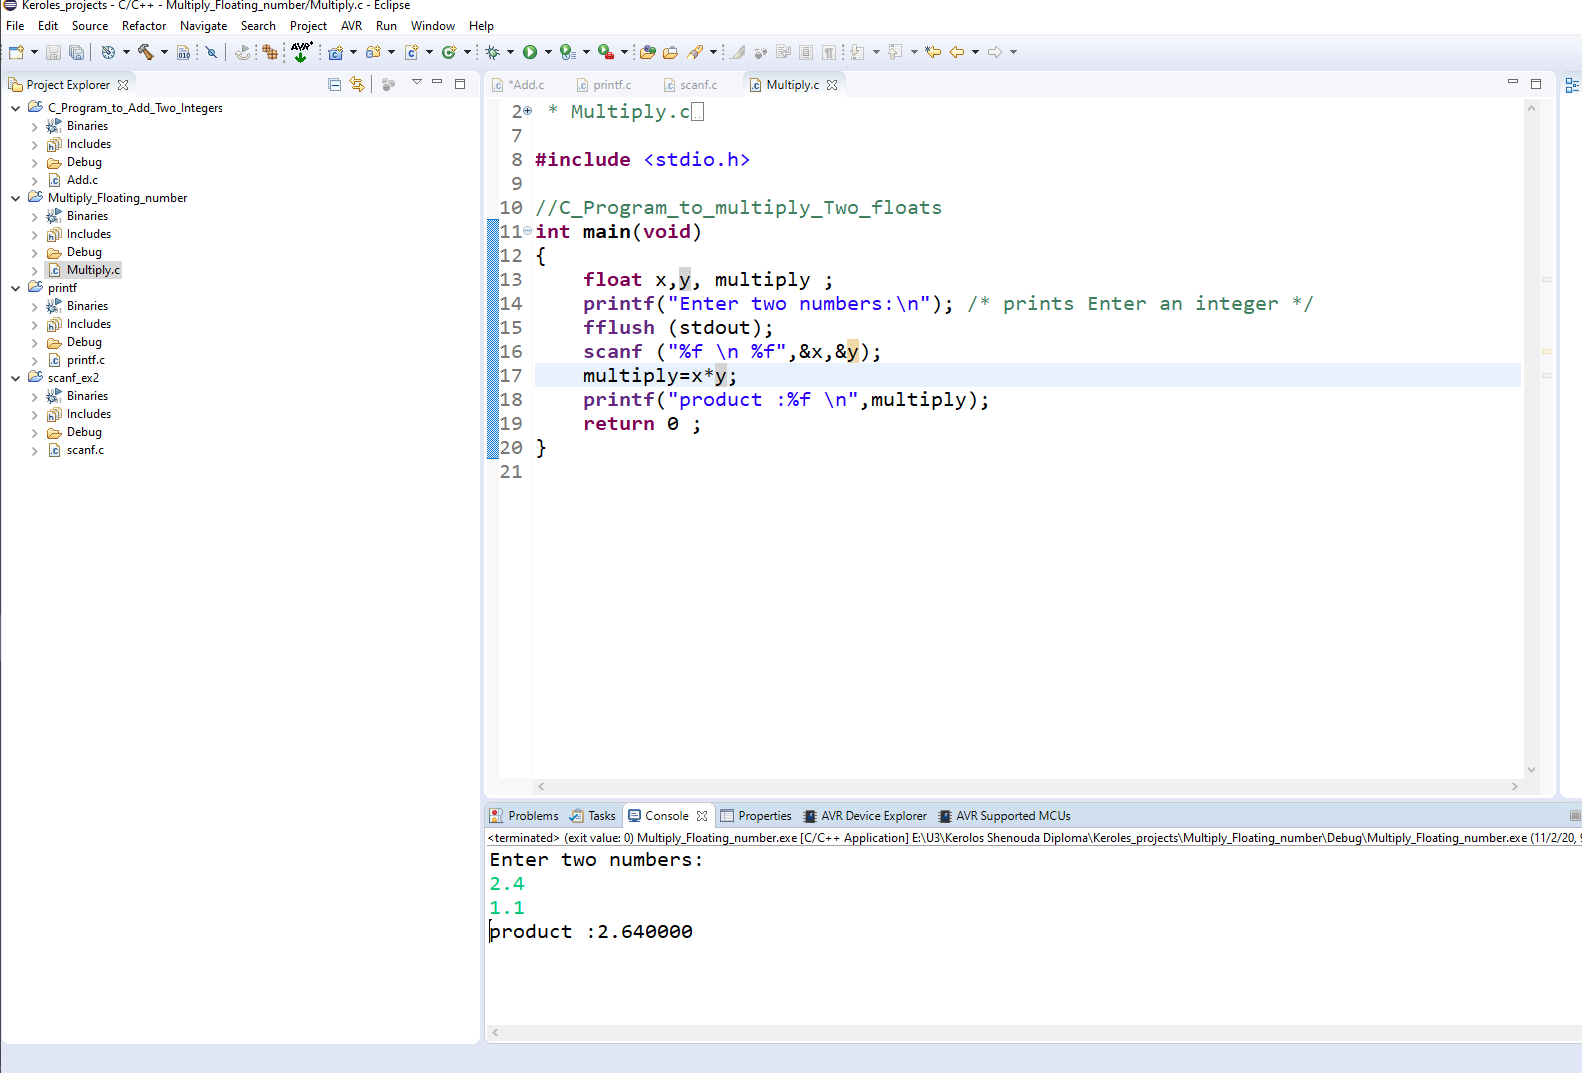 Keroles_projects - C/C++ - Multiply_Floating_number/Multiply.c - Eclipse
File Edit Source Refactor Navigate Search Project AVR Run Help Window Help
Project Explorer
C_Program_to_Add_Two_Integers
Binaries
Includes
Debug
Add.c
Multiply_Floating_number
Binaries
Includes
Debug
Multiply.c
printf
Binaries
Includes
Debug
printf.c
scanf_ex2
Binaries
Includes
Debug
scanf.c
*Add.c printf.c scanf.c Multiply.c
2 * Multiply.c
7
8 #include <stdio.h>
9
10 //C_Program_to_multiply_Two_floats
11 int main(void)
12 {
13 float x,y, multiply ;
14 printf("Enter two numbers:\n"); /* prints Enter an integer */
15 fflush (stdout);
16 scanf ("%f \n %f",&x,&y);
17 multiply=x*y;
18 printf("product :%f \n",multiply);
19 return 0 ;
20 }
21
Problems Tasks Console Properties AVR Device Explorer AVR Supported MCUs
<terminated> (exit value: 0) Multiply_Floating_number.exe [C/C++ Application] E:\U3\Kerolos Shenouda Diploma\Keroles_projects\Multiply_Floating_number\Debug\Multiply_Floating_number.exe (11/2/20, 9
Enter two numbers:
2.4
1.1
product :2.640000